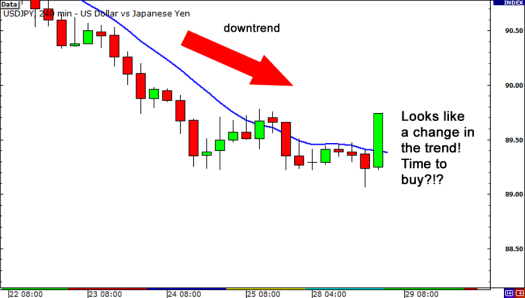 Data
INDEX
USDJPY, 240 min - US Dollar vs Japanese Yen
downtrend
90.50
90.00
Looks like
a change in
the trend!
Time to
buy?!?
89.50
89.00
88.50
22 08:00 23 08:00 24 08:00 25 08:00 28 04:00 29 08:00